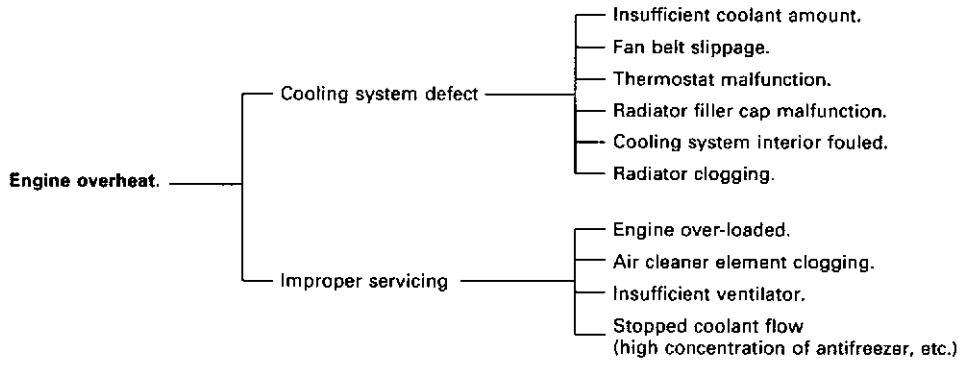 Insufficient coolant amount.
Fan belt slippage.
Thermostat malfunction.
Cooling system defect
Radiator filler cap malfunction.
Cooling system interior fouled.
Radiator clogging.
Engine overheat.
Engine over-loaded.
Air cleaner element clogging.
Improper servicing
Insufficient ventilator.
Stopped coolant flow
(high concentration of antifreezer, etc.)